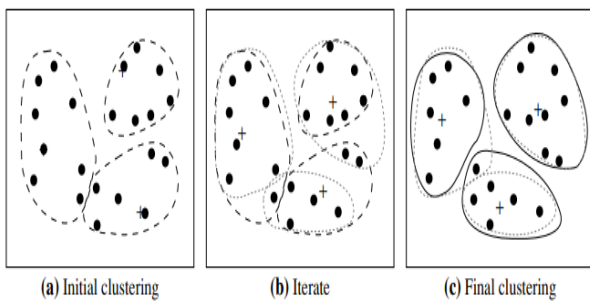 (a) Initial clustering
(b) Iterate
(c) Final clustering